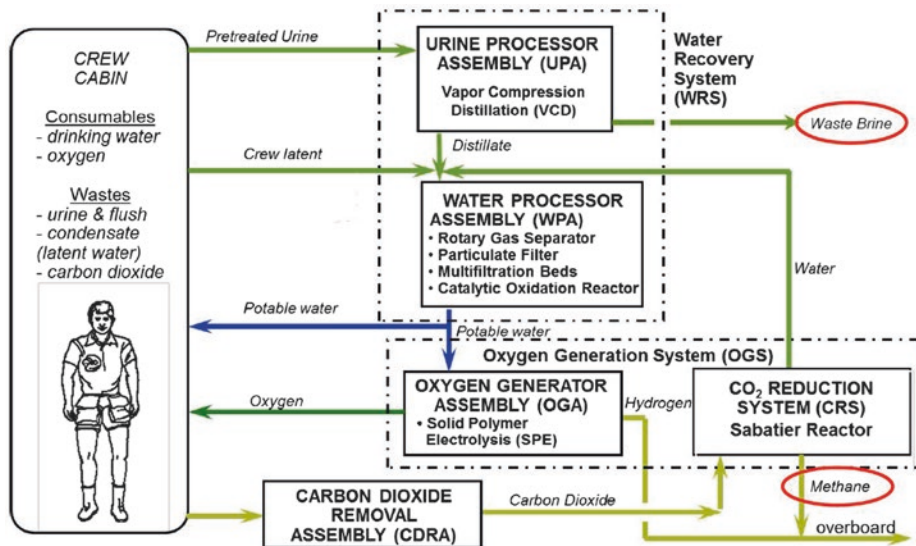 CREW
CABIN
Consumables
- drinking water
- oxygen
Wastes
- urine & flush
- condensate
(latent water)
- carbon dioxide
Pretreated Urine
URINE PROCESSOR
ASSEMBLY (UPA)
Vapor Compression
Distillation (VCD)
Water
Recovery
System
(WRS)
Waste Brine
Distillate
Crew latent
WATER PROCESSOR
ASSEMBLY (WPA)
• Rotary Gas Separator
• Particulate Filter
• Multifiltration Beds
• Catalytic Oxidation Reactor
Water
Potable water
Potable water
Oxygen Generation System (OGS)
OXYGEN GENERATOR
ASSEMBLY (OGA)
• Solid Polymer
Electrolysis (SPE)
Oxygen
Hydrogen
CO₂ REDUCTION
SYSTEM (CRS)
Sabatier Reactor
Methane
CARBON DIOXIDE
REMOVAL
ASSEMBLY (CDRA)
Carbon Dioxide
overboard